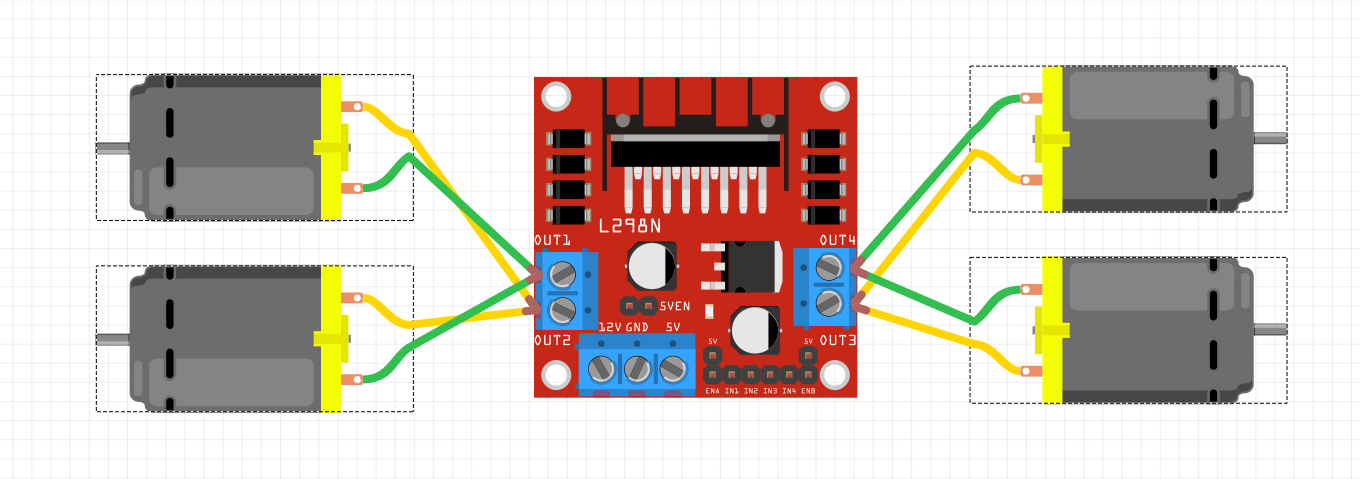 L298N
OUT1
OUT4
5VEN
12V GND 5V
OUT2
OUT3
5V
5V
ENA IN1 IN2 IN3 IN4 ENB